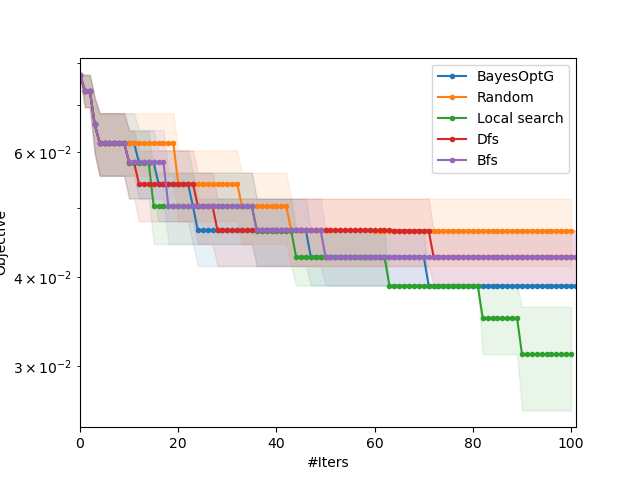 BayesOptG
Random
Local search
Dfs
Bfs
6 × 10⁻²
4 × 10⁻²
3 × 10⁻²
Objective
0 20 40 60 80 100
#Iters